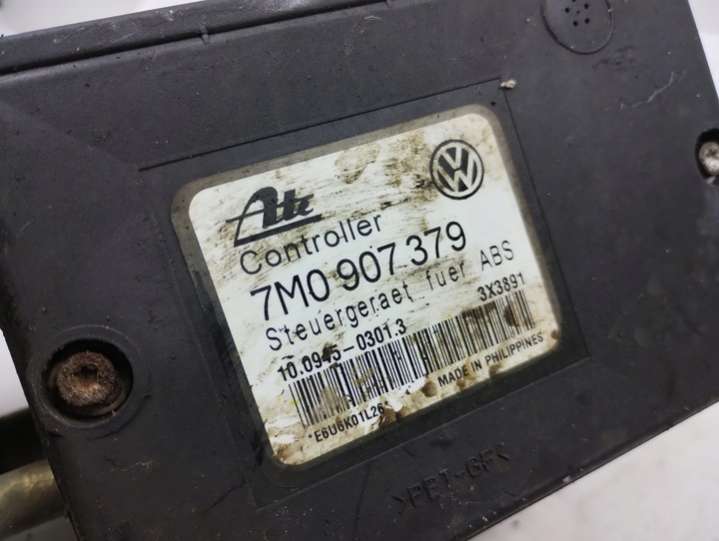 Ate
Controller
7M0 907 379
Steuergeraet fuer ABS
10.0945-0301.3
3X3891
*E6U6K01L26*
MADE IN PHILIPPINES
>PBT-GF<